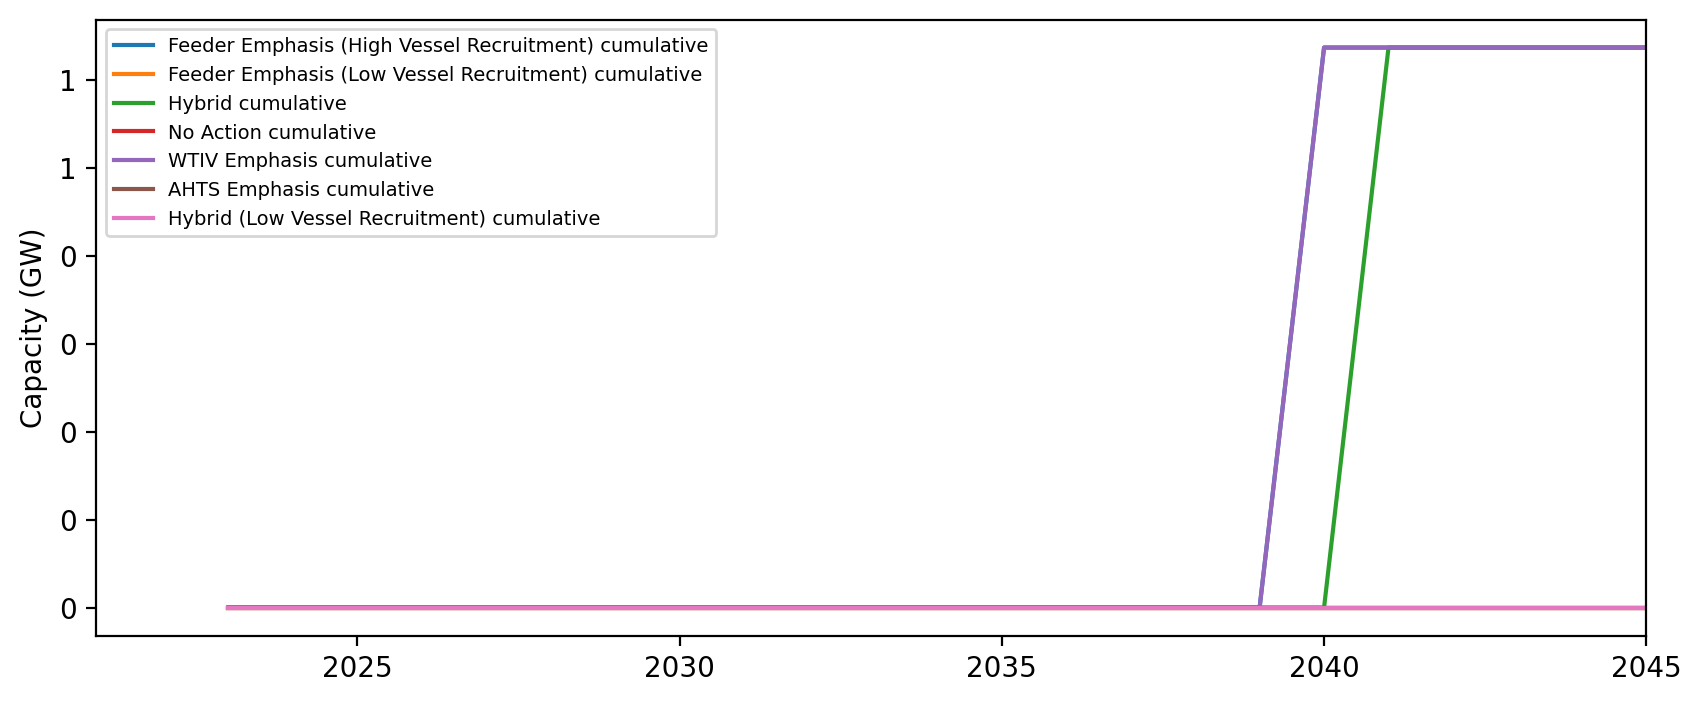 Feeder Emphasis (High Vessel Recruitment) cumulative
Feeder Emphasis (Low Vessel Recruitment) cumulative
Hybrid cumulative
No Action cumulative
WTIV Emphasis cumulative
AHTS Emphasis cumulative
Hybrid (Low Vessel Recruitment) cumulative
Capacity (GW)
1
1
0
0
0
0
0
2025 2030 2035 2040 2045